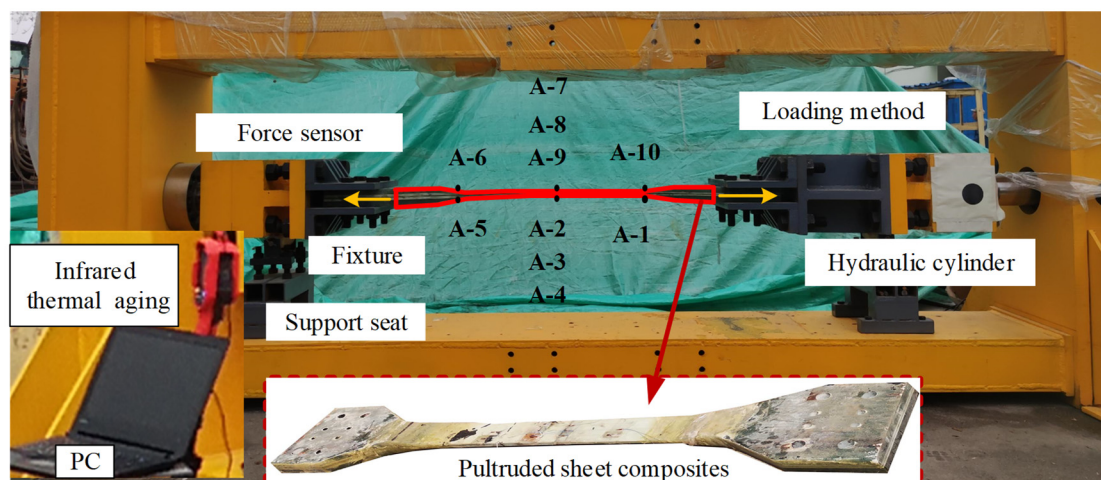 A-7
Force sensor
Loading method
A-8
A-6
A-9
A-10
A-5
A-2
A-1
Fixture
A-3
Hydraulic cylinder
Infrared
thermal aging
A-4
Support seat
PC
Pultruded sheet composites